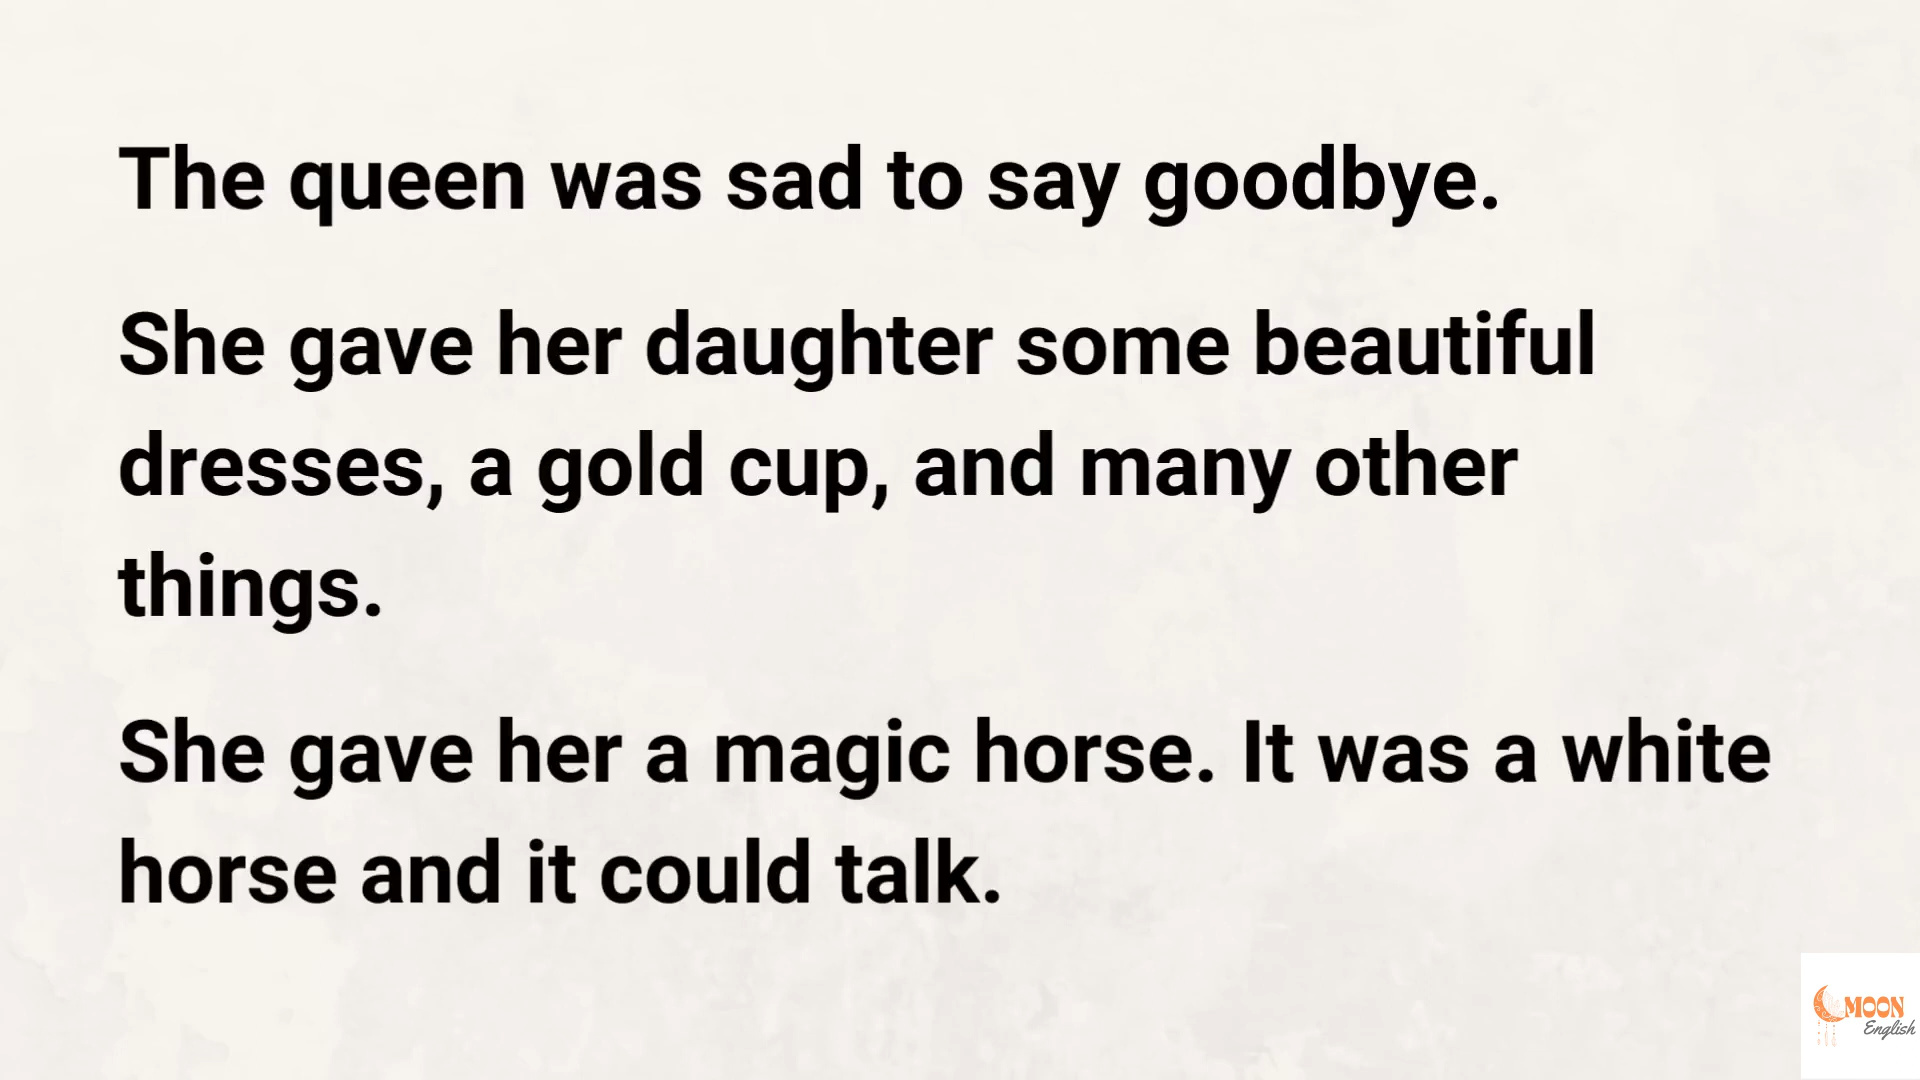 The queen was sad to say goodbye.
She gave her daughter some beautiful
dresses, a gold cup, and many other
things.
She gave her a magic horse. It was a white
horse and it could talk.
MOON
English